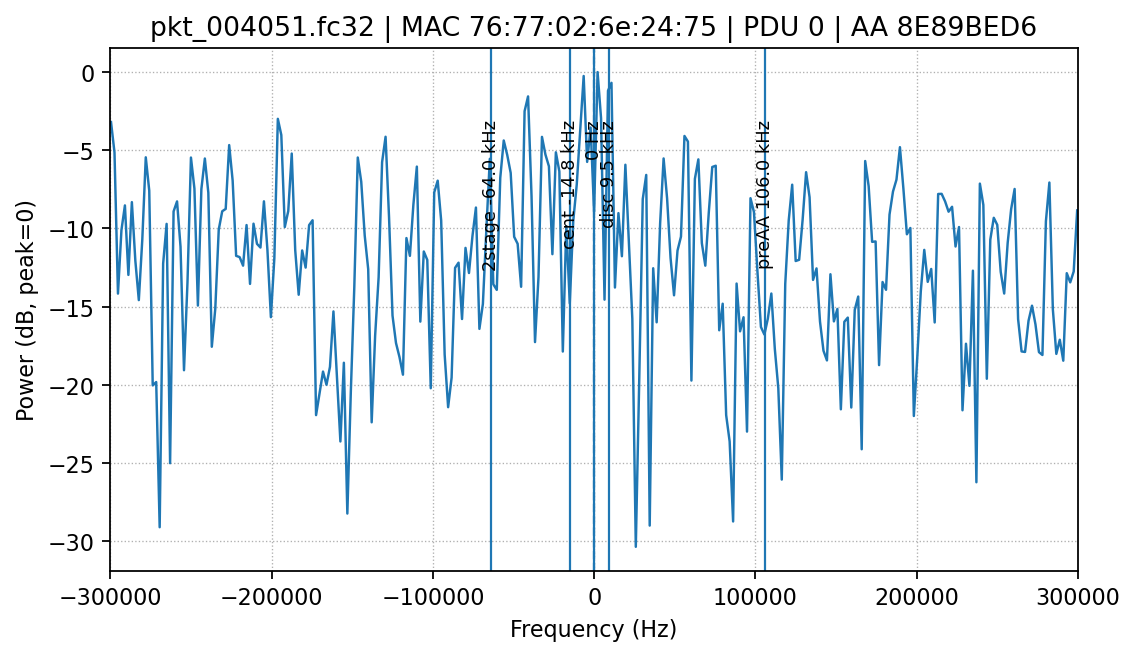 pkt_004051.fc32 | MAC 76:77:02:6e:24:75 | PDU 0 | AA 8E89BED6
Power (dB, peak=0)
0
−5
−10
−15
−20
−25
−30
2stage -64.0 kHz
cent -14.8 kHz
0 Hz
disc 9.5 kHz
preAA 106.0 kHz
−300000
−200000
−100000
0
100000
200000
300000
Frequency (Hz)